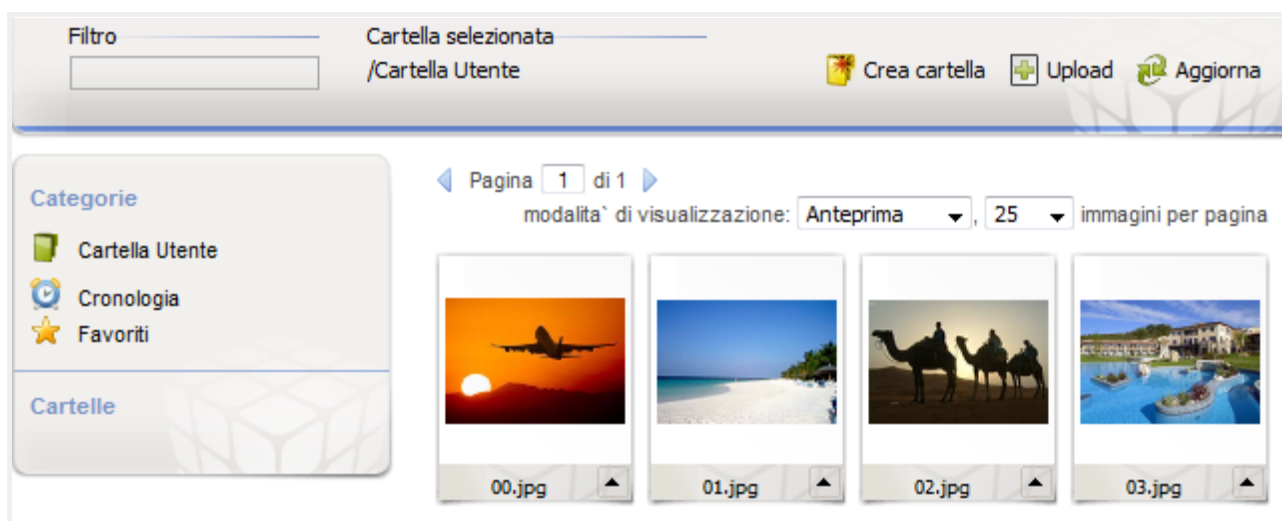 Filtro
Cartella selezionata
/Cartella Utente
Crea cartella
Upload
Aggiorna
Categorie
Cartella Utente
Cronologia
Favoriti
Cartelle
Pagina 1 di 1
modalita` di visualizzazione: Anteprima , 25 immagini per pagina
00.jpg
01.jpg
02.jpg
03.jpg